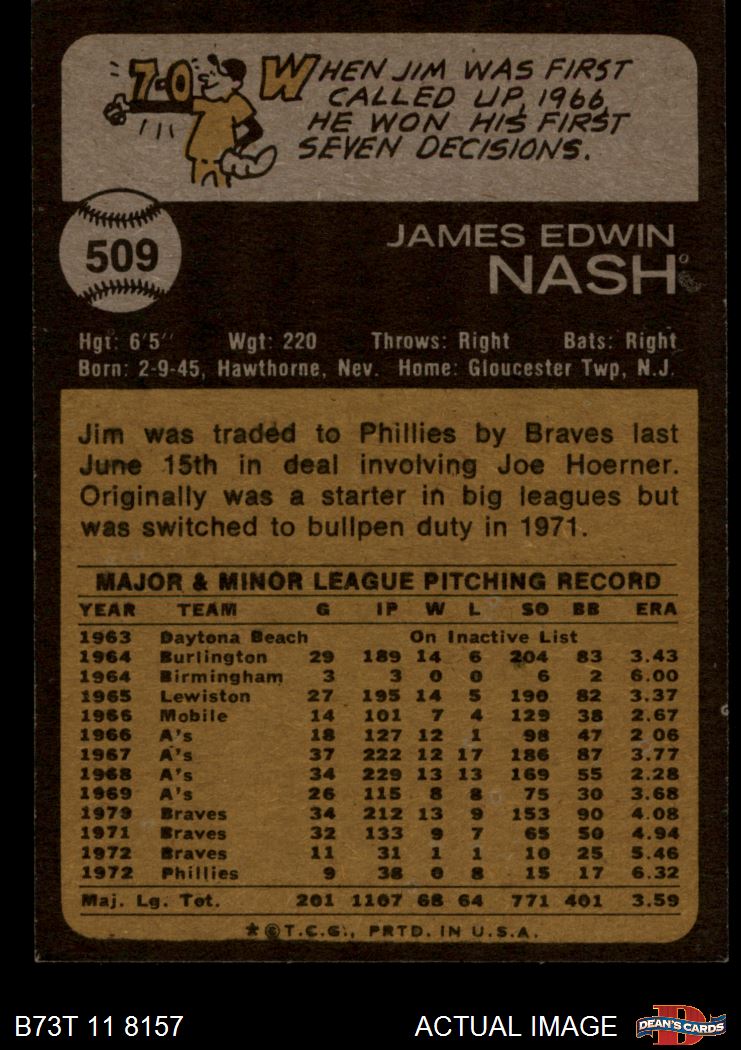 7-0
WHEN JIM WAS FIRST
CALLED UP, 1966,
HE WON HIS FIRST
SEVEN DECISIONS.
509
JAMES EDWIN
NASH
Hgt: 6'5" Wgt: 220 Throws: Right Bats: Right
Born: 2-9-45, Hawthorne, Nev. Home: Gloucester Twp, N.J.
Jim was traded to Phillies by Braves last
June 15th in deal involving Joe Hoerner.
Originally was a starter in big leagues but
was switched to bullpen duty in 1971.
MAJOR & MINOR LEAGUE PITCHING RECORD
YEAR TEAM G IP W L SO BB ERA
1963 Daytona Beach On Inactive List
1964 Burlington 29 189 14 6 204 83 3.43
1964 Birmingham 3 3 0 0 6 2 6.00
1965 Lewiston 27 195 14 5 190 82 3.37
1966 Mobile 14 101 7 4 129 38 2.67
1966 A's 18 127 12 1 98 47 2.06
1967 A's 37 222 12 17 186 87 3.77
1968 A's 34 229 13 13 169 55 2.28
1969 A's 26 115 8 8 75 30 3.68
1970 Braves 34 212 13 9 153 90 4.08
1971 Braves 32 133 9 7 65 50 4.94
1972 Braves 11 31 1 1 10 25 5.46
1972 Phillies 9 38 0 8 15 17 6.32
Maj. Lg. Tot. 201 1107 68 64 771 401 3.59
*©T.C.G., PRTD. IN U.S.A.
B73T 11 8157 ACTUAL IMAGE D DEAN'S CARDS